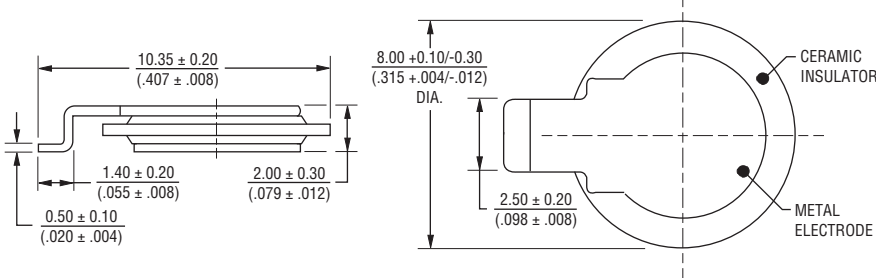 10.35 ± 0.20
(.407 ± .008)
1.40 ± 0.20
(.055 ± .008)
2.00 ± 0.30
(.079 ± .012)
0.50 ± 0.10
(.020 ± .004)
8.00 +0.10/-0.30
(.315 +.004/-.012)
DIA.
2.50 ± 0.20
(.098 ± .008)
CERAMIC
INSULATOR
METAL
ELECTRODE